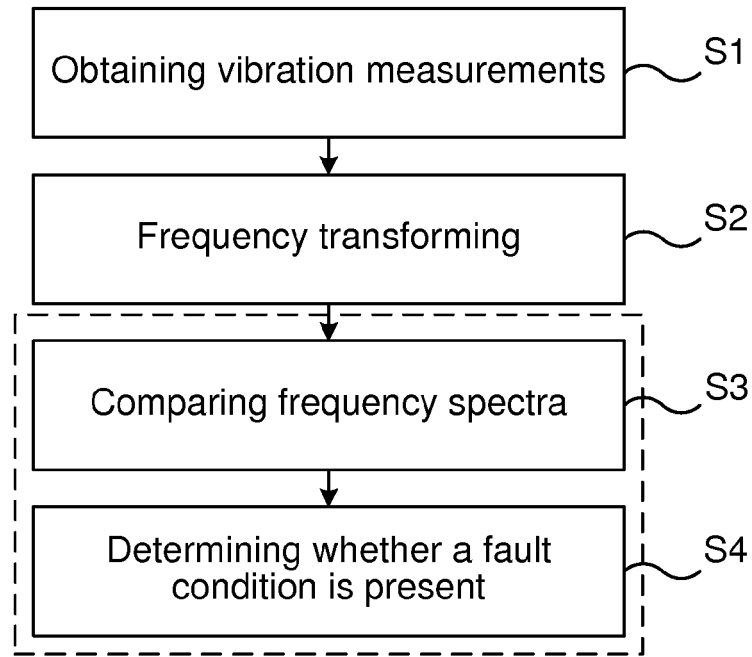 Obtaining vibration measurements
S1
Frequency transforming
S2
Comparing frequency spectra
S3
Determining whether a fault
condition is present
S4